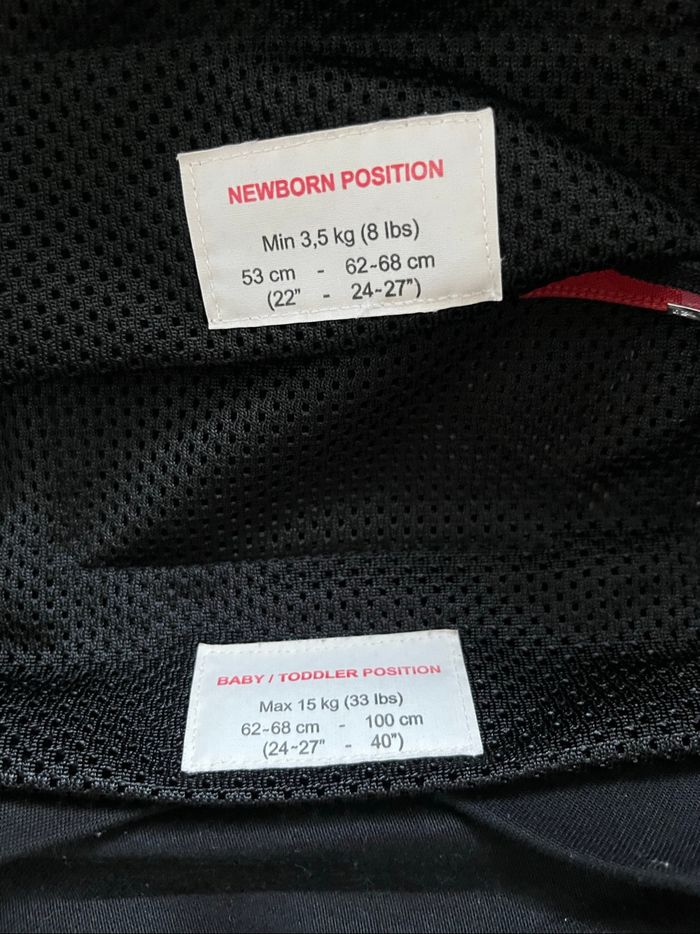 NEWBORN POSITION
Min 3,5 kg (8 lbs)
53 cm - 62~68 cm
(22" - 24~27")
BABY / TODDLER POSITION
Max 15 kg (33 lbs)
62~68 cm - 100 cm
(24~27" - 40")